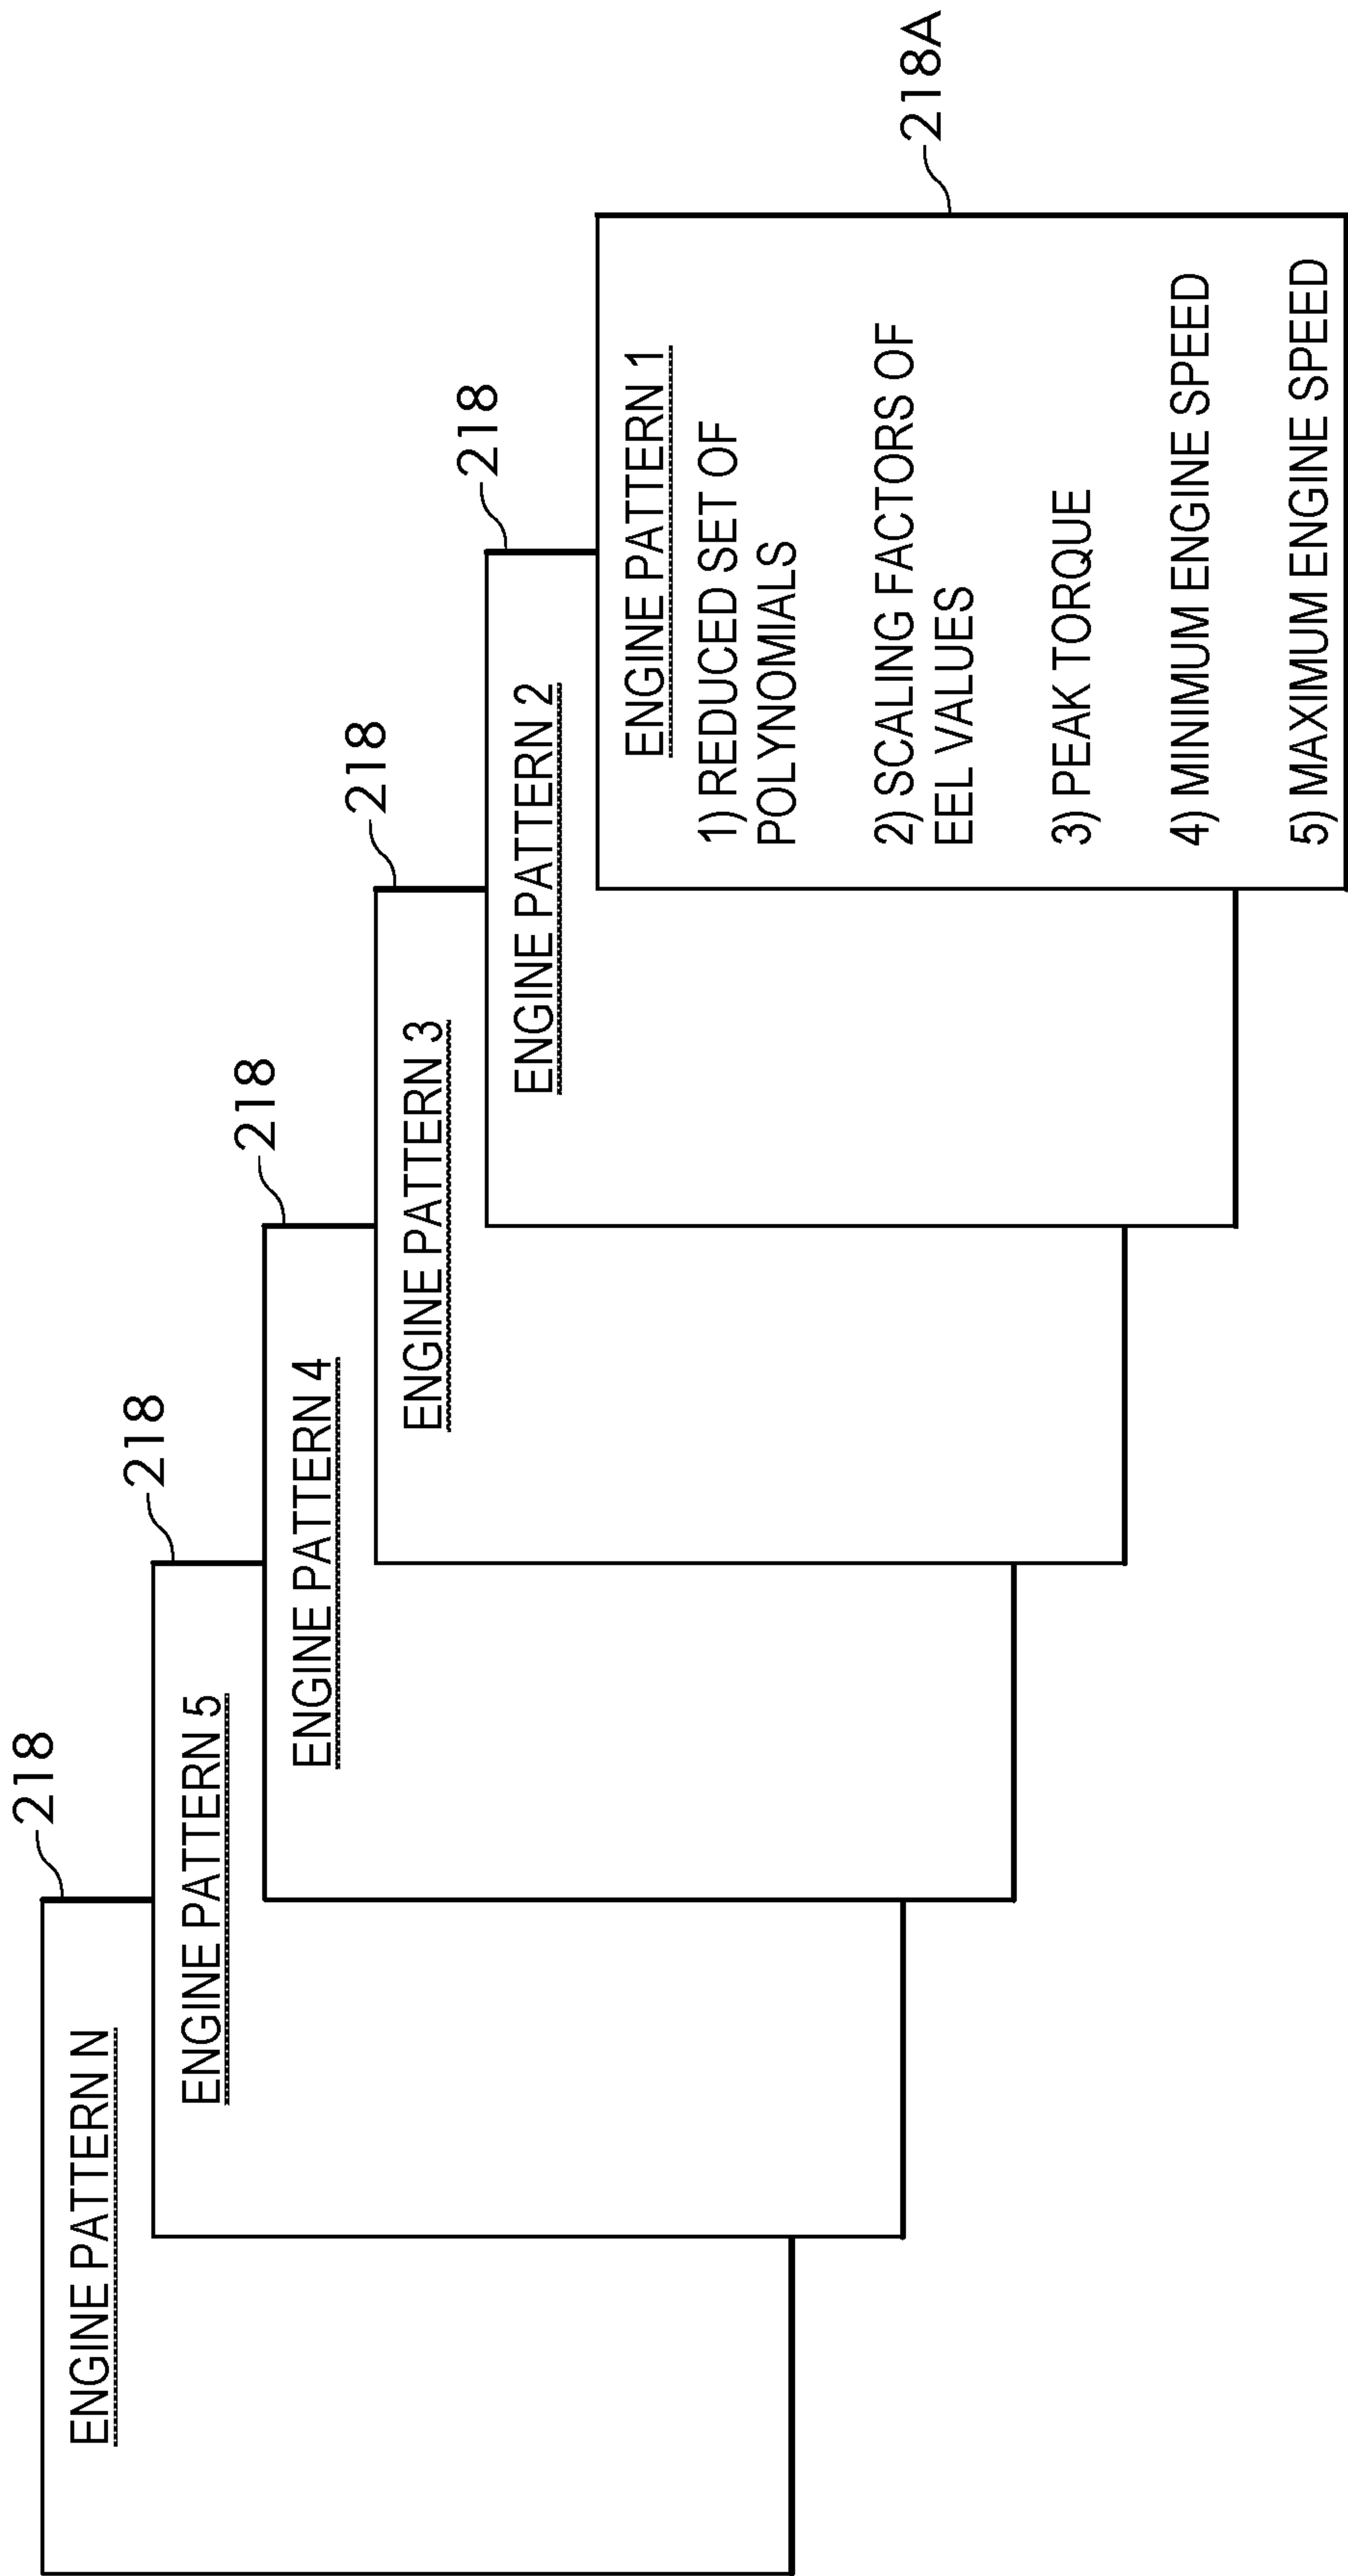 218
ENGINE PATTERN N
218
ENGINE PATTERN 5
218
ENGINE PATTERN 4
218
ENGINE PATTERN 3
218
ENGINE PATTERN 2
218A
ENGINE PATTERN 1
1) REDUCED SET OF
POLYNOMIALS
2) SCALING FACTORS OF
EEL VALUES
3) PEAK TORQUE
4) MINIMUM ENGINE SPEED
5) MAXIMUM ENGINE SPEED